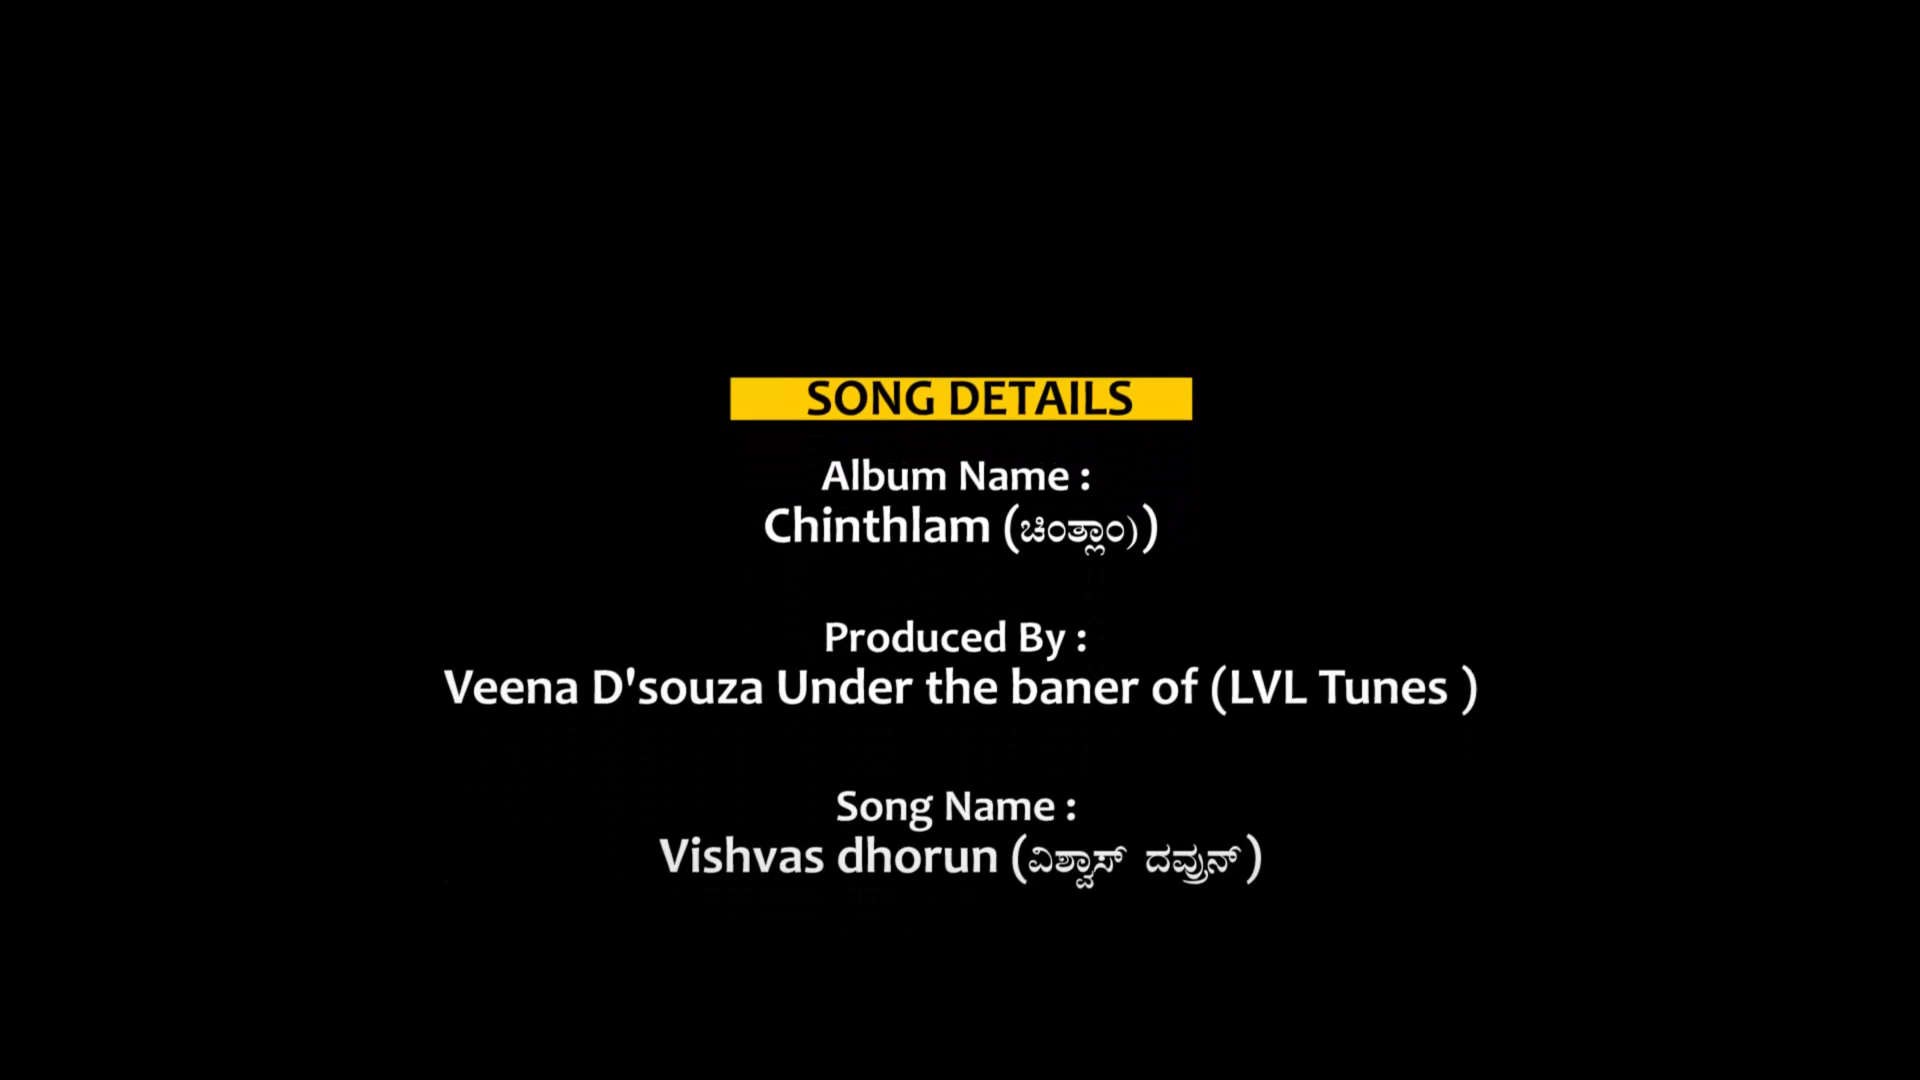 SONG DETAILS
Album Name :
Chinthlam (ಚಿಂತ್ಲಾಂ))
Produced By :
Veena D'souza Under the baner of (LVL Tunes )
Song Name :
Vishvas dhorun (ವಿಶ್ವಾಸ್ ದವ್ರುನ್)